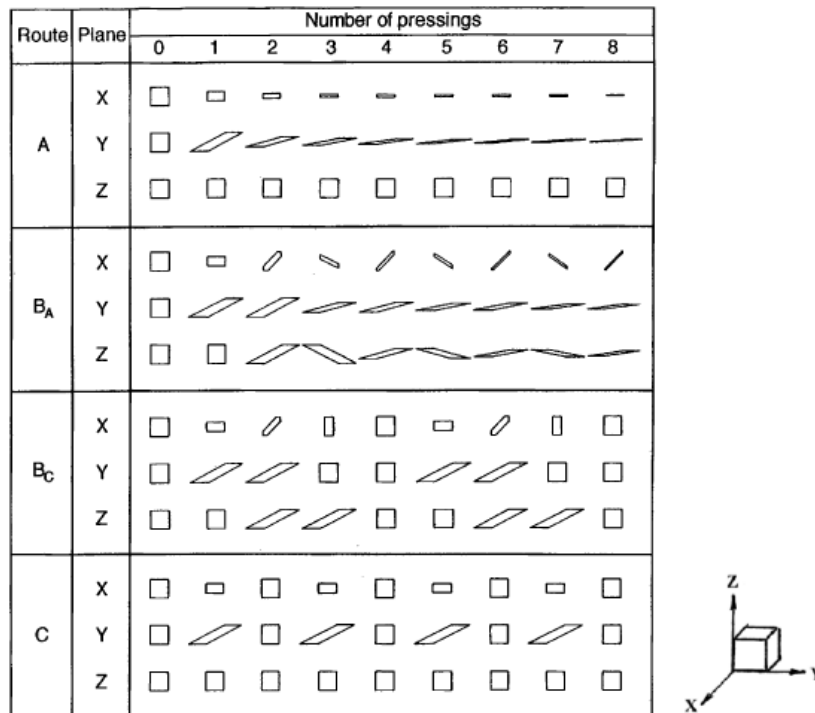 Route Plane Number of pressings
0 1 2 3 4 5 6 7 8
X
A Y
Z
X
B_A Y
Z
X
B_C Y
Z
X
C Y
Z
Z
Y
X